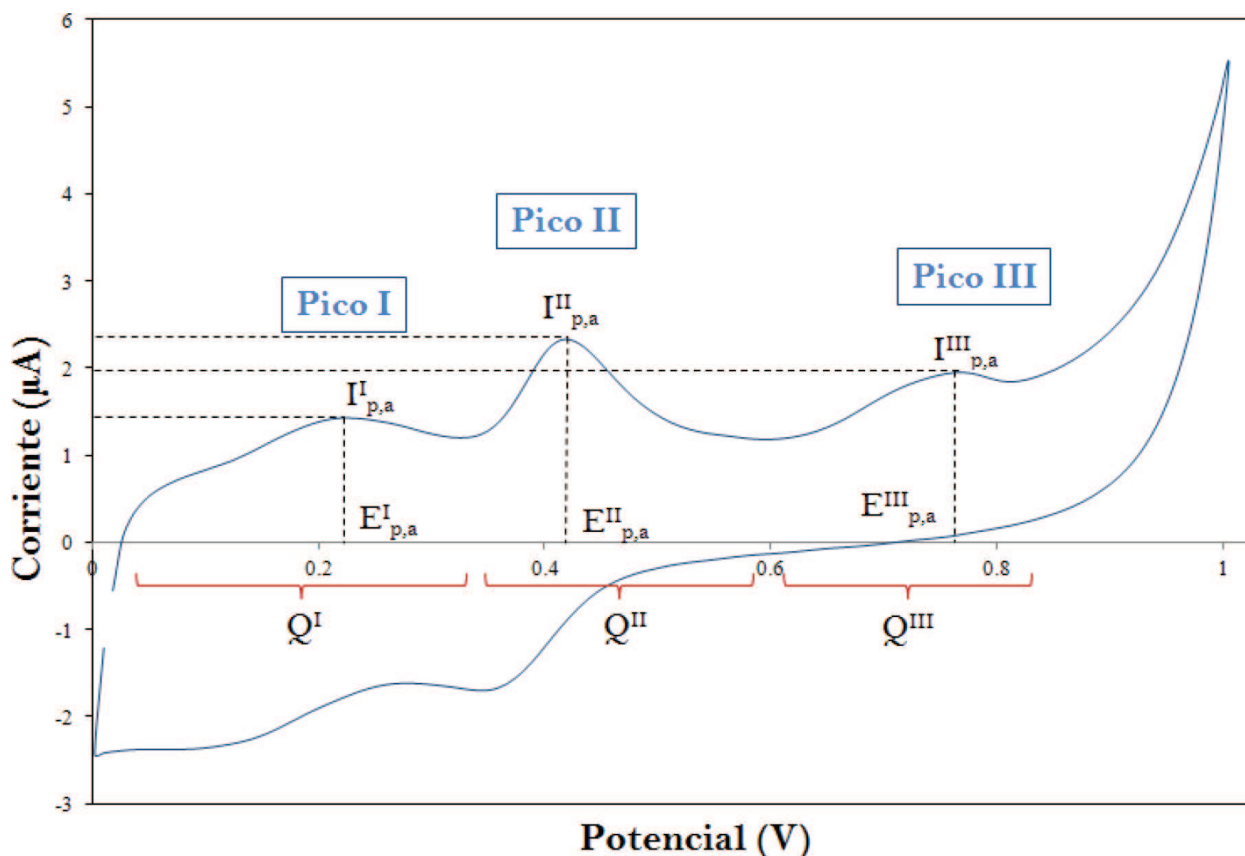 6
5
4
3
2
1
0
-1
-2
-3
Corriente (µA)
Pico I
Pico II
Pico III
I^I_p,a
I^II_p,a
I^III_p,a
E^I_p,a
E^II_p,a
E^III_p,a
0 0.2 0.4 0.6 0.8 1
Q^I Q^II Q^III
Potencial (V)